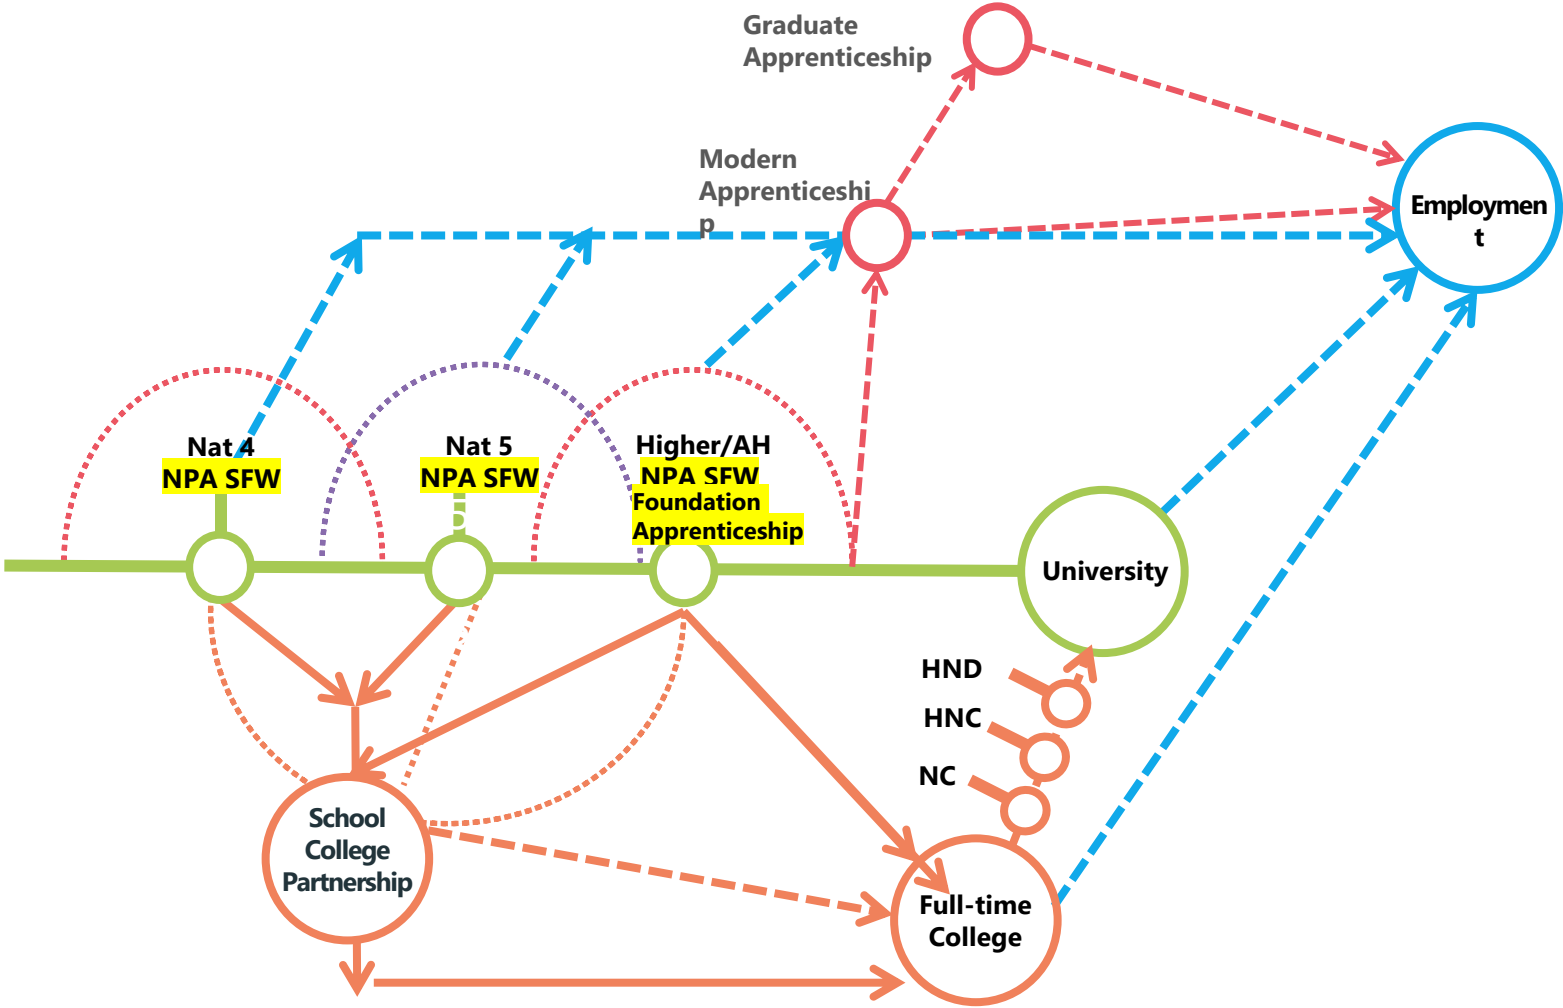 Graduate
Apprenticeship
Modern
Apprenticeshi
p
Employmen
t
Nat 4
NPA SFW
Nat 5
NPA SFW
Higher/AH
NPA SFW
Foundation
Apprenticeship
University
HND
HNC
NC
School
College
Partnership
Full-time
College